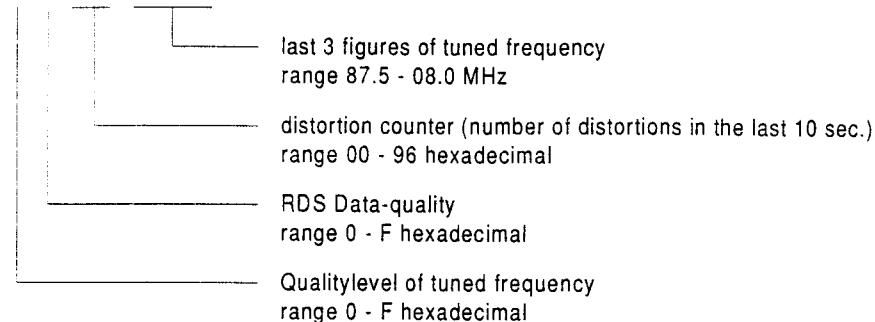 last 3 figures of tuned frequency
range 87.5 - 08.0 MHz
distortion counter (number of distortions in the last 10 sec.)
range 00 - 96 hexadecimal
RDS Data-quality
range 0 - F hexadecimal
Qualitylevel of tuned frequency
range 0 - F hexadecimal